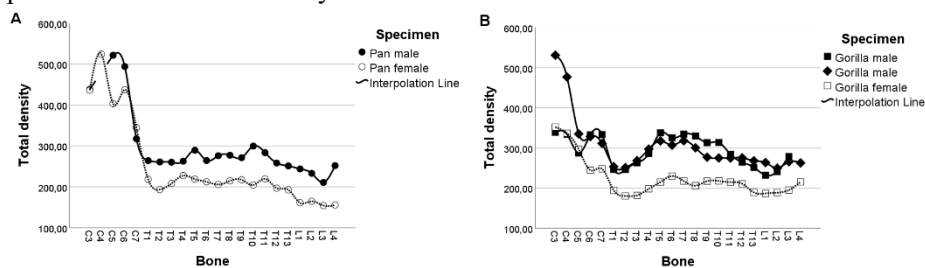 A
B
600,00
500,00
400,00
300,00
200,00
100,00
Total density
C3 C4 C5 C6 C7 T1 T2 T3 T4 T5 T6 T7 T8 T9 T10 T11 T12 T13 L1 L2 L3 L4
Bone
Specimen
Pan male
Pan female
Interpolation Line
600,00
500,00
400,00
300,00
200,00
100,00
Total density
C3 C4 C5 C6 C7 T1 T2 T3 T4 T5 T6 T7 T8 T9 T10 T11 T12 T13 L1 L2 L3 L4
Bone
Specimen
Gorilla male
Gorilla male
Gorilla female
Interpolation Line